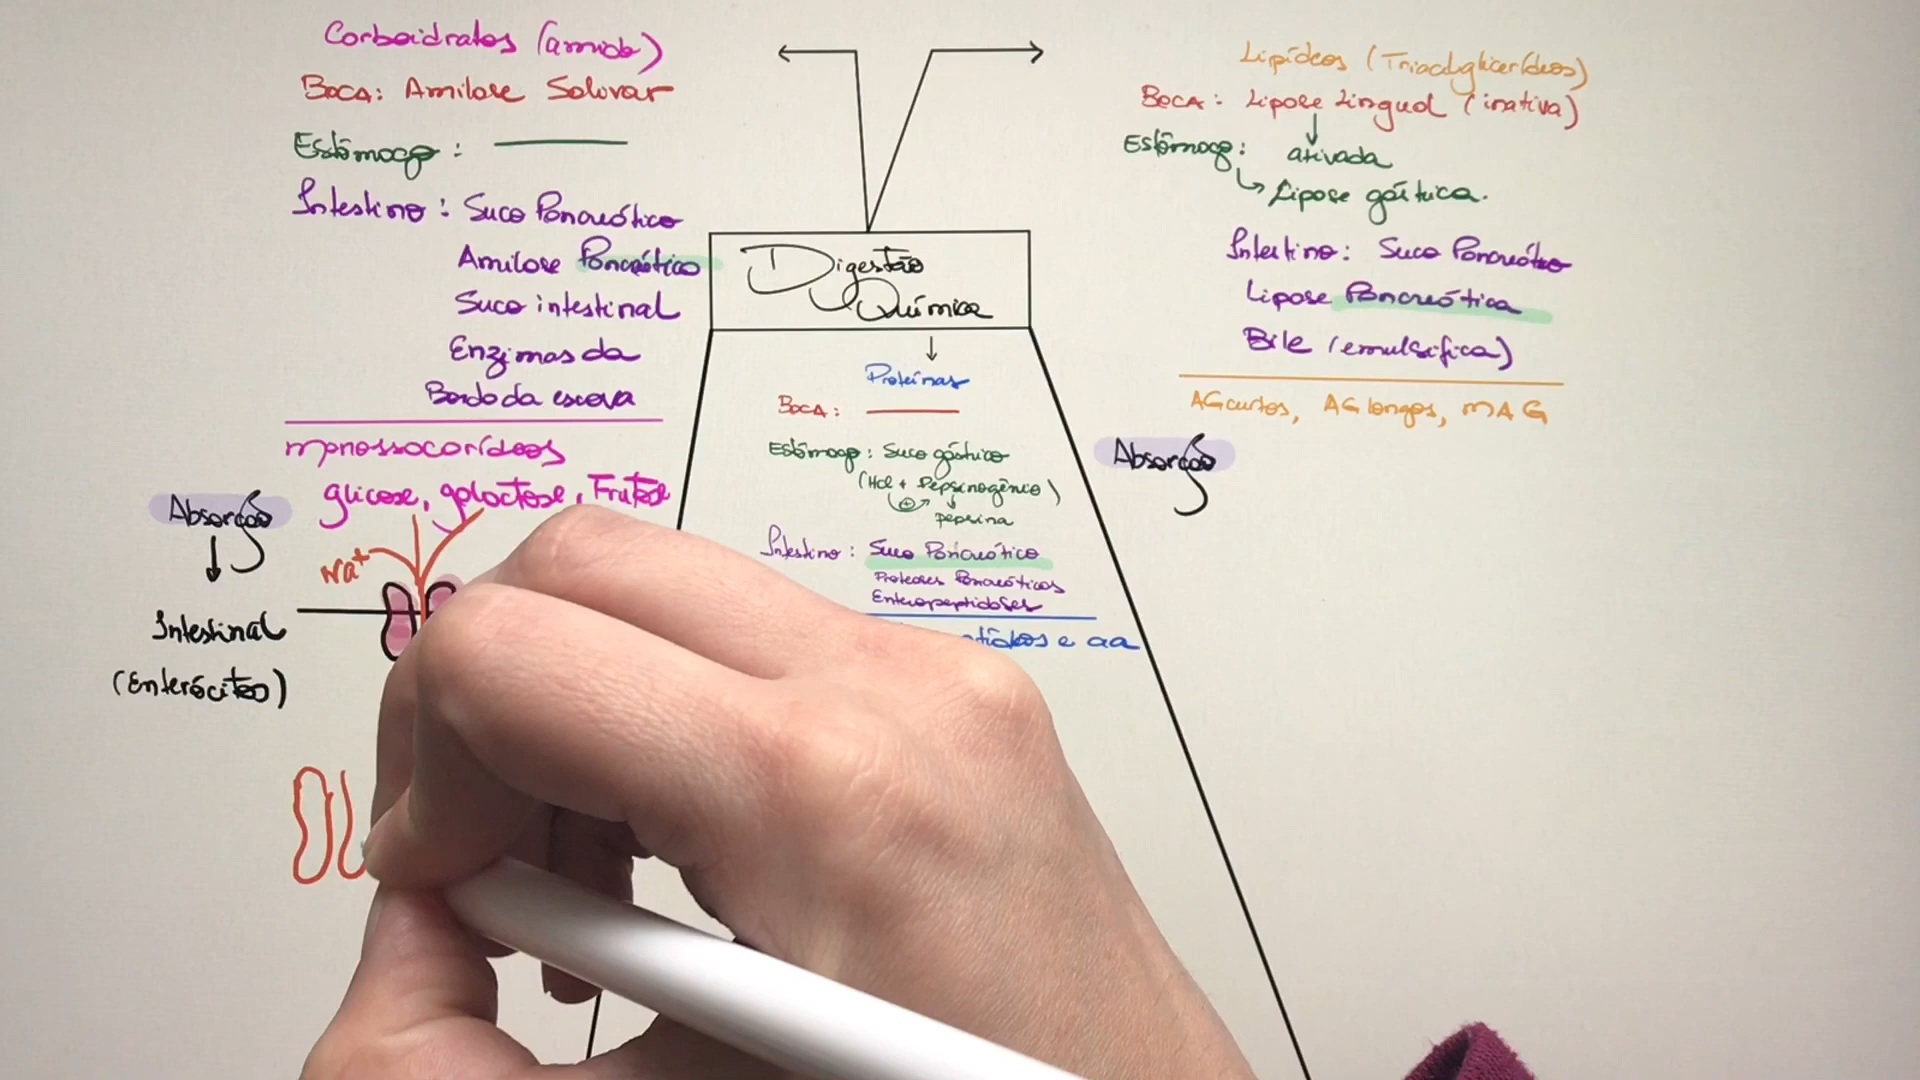 Carboidratos (amido)
Boca: Amilase Salivar
Estômago:
Intestino: Suco Pancreático
Amilase Pancreático
Suco intestinal
Enzimas da
Borda da escova
monossacarídeos
glicose, galactose, Frutose
Absorção
Na+
Intestinal
(Enterócitos)
Digestão
Química
Proteínas
Boca:
Estômago: Suco gástrico
(Hcl + Pepsinogênio)
+
pepsina
Intestino: Suco Pancreático
Proteases Pancreáticas
Enteropeptidases
e aa
Lipídeos (Triacilglicerídeos)
Boca: Lipase Lingual (inativa)
Estômago: ativada
Lipase gástrica.
Intestino: Suco Pancreático
Lipase Pancreática
Bile (emulsifica)
AG curtos, AG longos, MAG
Absorção